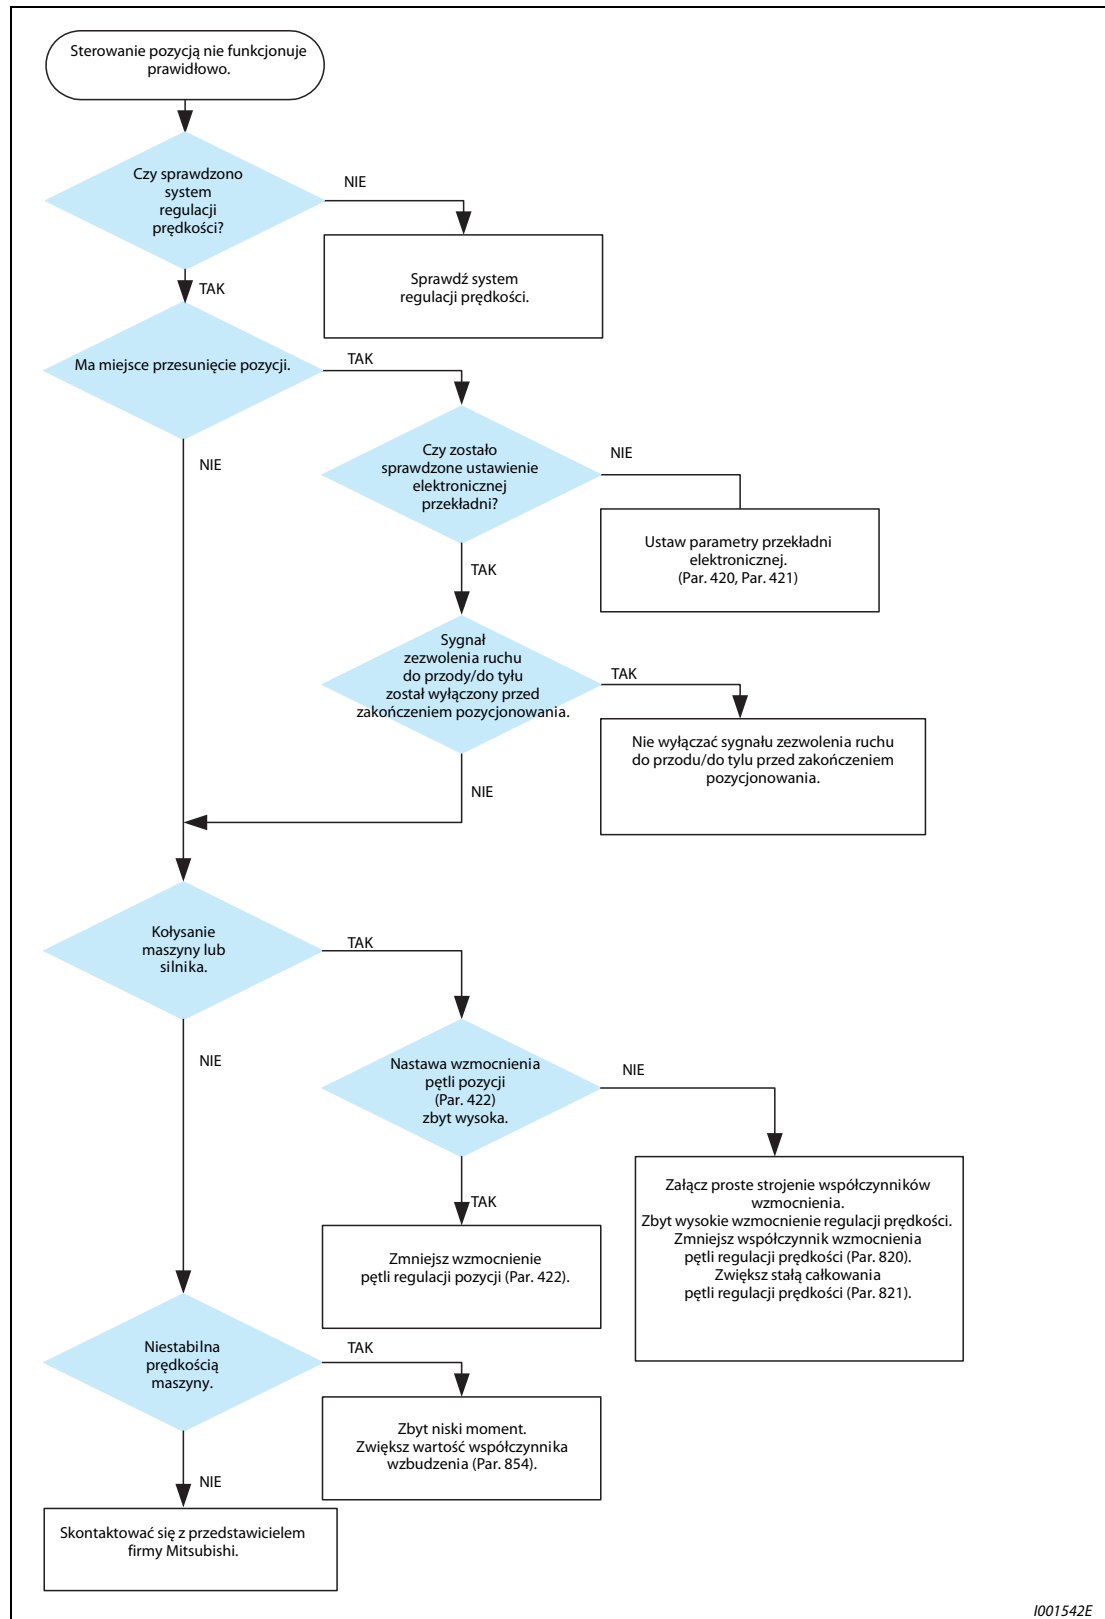 Sterowanie pozycją nie funkcjonuje
prawidłowo.
Czy sprawdzono
system
regulacji
prędkości?
NIE
Sprawdź system
regulacji prędkości.
TAK
Ma miejsce przesunięcie pozycji.
TAK
NIE
Czy zostało
sprawdzone ustawienie
elektronicznej
przekładni?
NIE
Ustaw parametry przekładni
elektronicznej.
(Par. 420, Par. 421)
TAK
Sygnał
zezwolenia ruchu
do przody/do tyłu
został wyłączony przed
zakończeniem pozycjonowania.
TAK
Nie wyłączać sygnału zezwolenia ruchu
do przodu/do tylu przed zakończeniem
pozycjonowania.
NIE
Kołysanie
maszyny lub
silnika.
TAK
NIE
Nastawa wzmocnienia
pętli pozycji
(Par. 422)
zbyt wysoka.
NIE
Załącz proste strojenie współczynników
wzmocnienia.
Zbyt wysokie wzmocnienie regulacji prędkości.
Zmniejsz współczynnik wzmocnienia
pętli regulacji prędkości (Par. 820).
Zwiększ stałą całkowania
pętli regulacji prędkości (Par. 821).
TAK
Zmniejsz wzmocnienie
pętli regulacji pozycji (Par. 422).
Niestabilna
prędkością
maszyny.
TAK
Zbyt niski moment.
Zwiększ wartość współczynnika
wzbudzenia (Par. 854).
NIE
Skontaktować się z przedstawicielem
firmy Mitsubishi.
I001542E